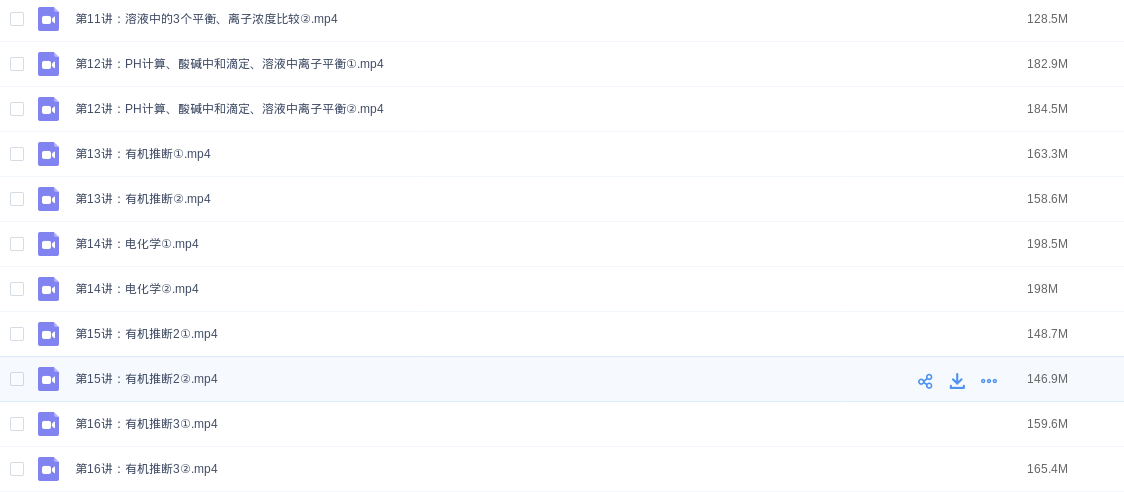 第11讲：溶液中的3个平衡、离子浓度比较②.mp4 128.5M
第12讲：PH计算、酸碱中和滴定、溶液中离子平衡①.mp4 182.9M
第12讲：PH计算、酸碱中和滴定、溶液中离子平衡②.mp4 184.5M
第13讲：有机推断①.mp4 163.3M
第13讲：有机推断②.mp4 158.6M
第14讲：电化学①.mp4 198.5M
第14讲：电化学②.mp4 198M
第15讲：有机推断2①.mp4 148.7M
第15讲：有机推断2②.mp4 146.9M
第16讲：有机推断3①.mp4 159.6M
第16讲：有机推断3②.mp4 165.4M